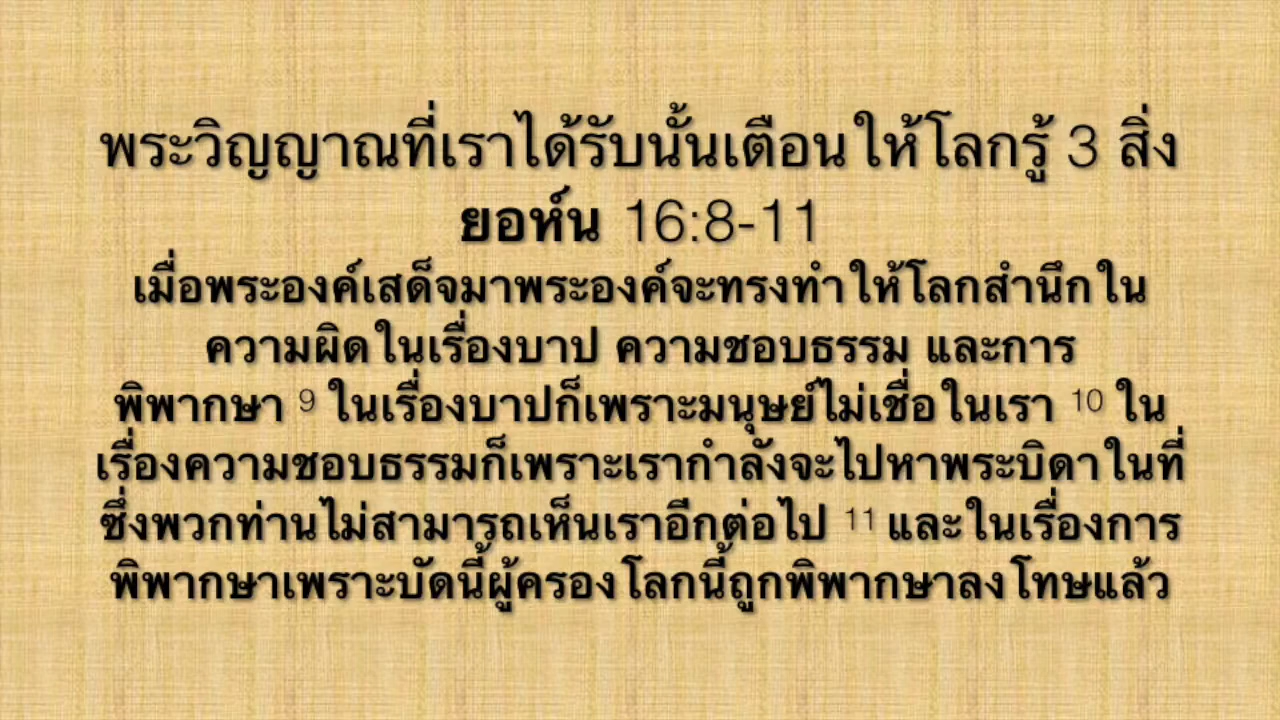 พระวิญญาณที่เราได้รับนั้นเตือนให้โลกรู้ 3 สิ่ง
ยอห์น 16:8-11
เมื่อพระองค์เสด็จมาพระองค์จะทรงทำให้โลกสำนึกใน
ความผิดในเรื่องบาป ความชอบธรรม และการ
พิพากษา 9 ในเรื่องบาปก็เพราะมนุษย์ไม่เชื่อในเรา 10 ใน
เรื่องความชอบธรรมก็เพราะเรากำลังจะไปหาพระบิดาในที่
ซึ่งพวกท่านไม่สามารถเห็นเราอีกต่อไป 11 และในเรื่องการ
พิพากษาเพราะบัดนี้ผู้ครองโลกนี้ถูกพิพากษาลงโทษแล้ว